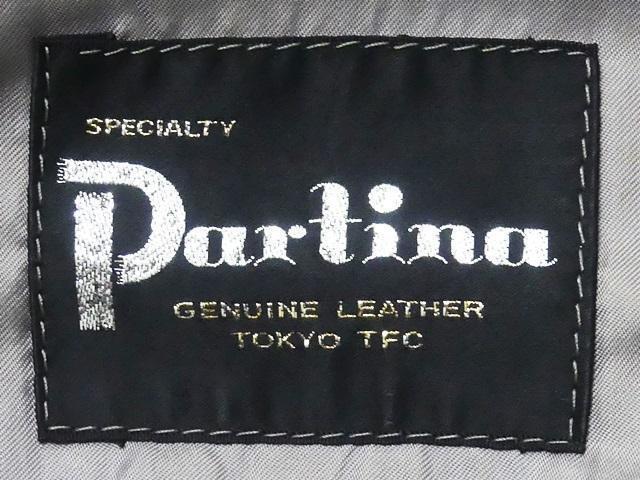 SPECIALTY
Partina
GENUINE LEATHER
TOKYO TFC